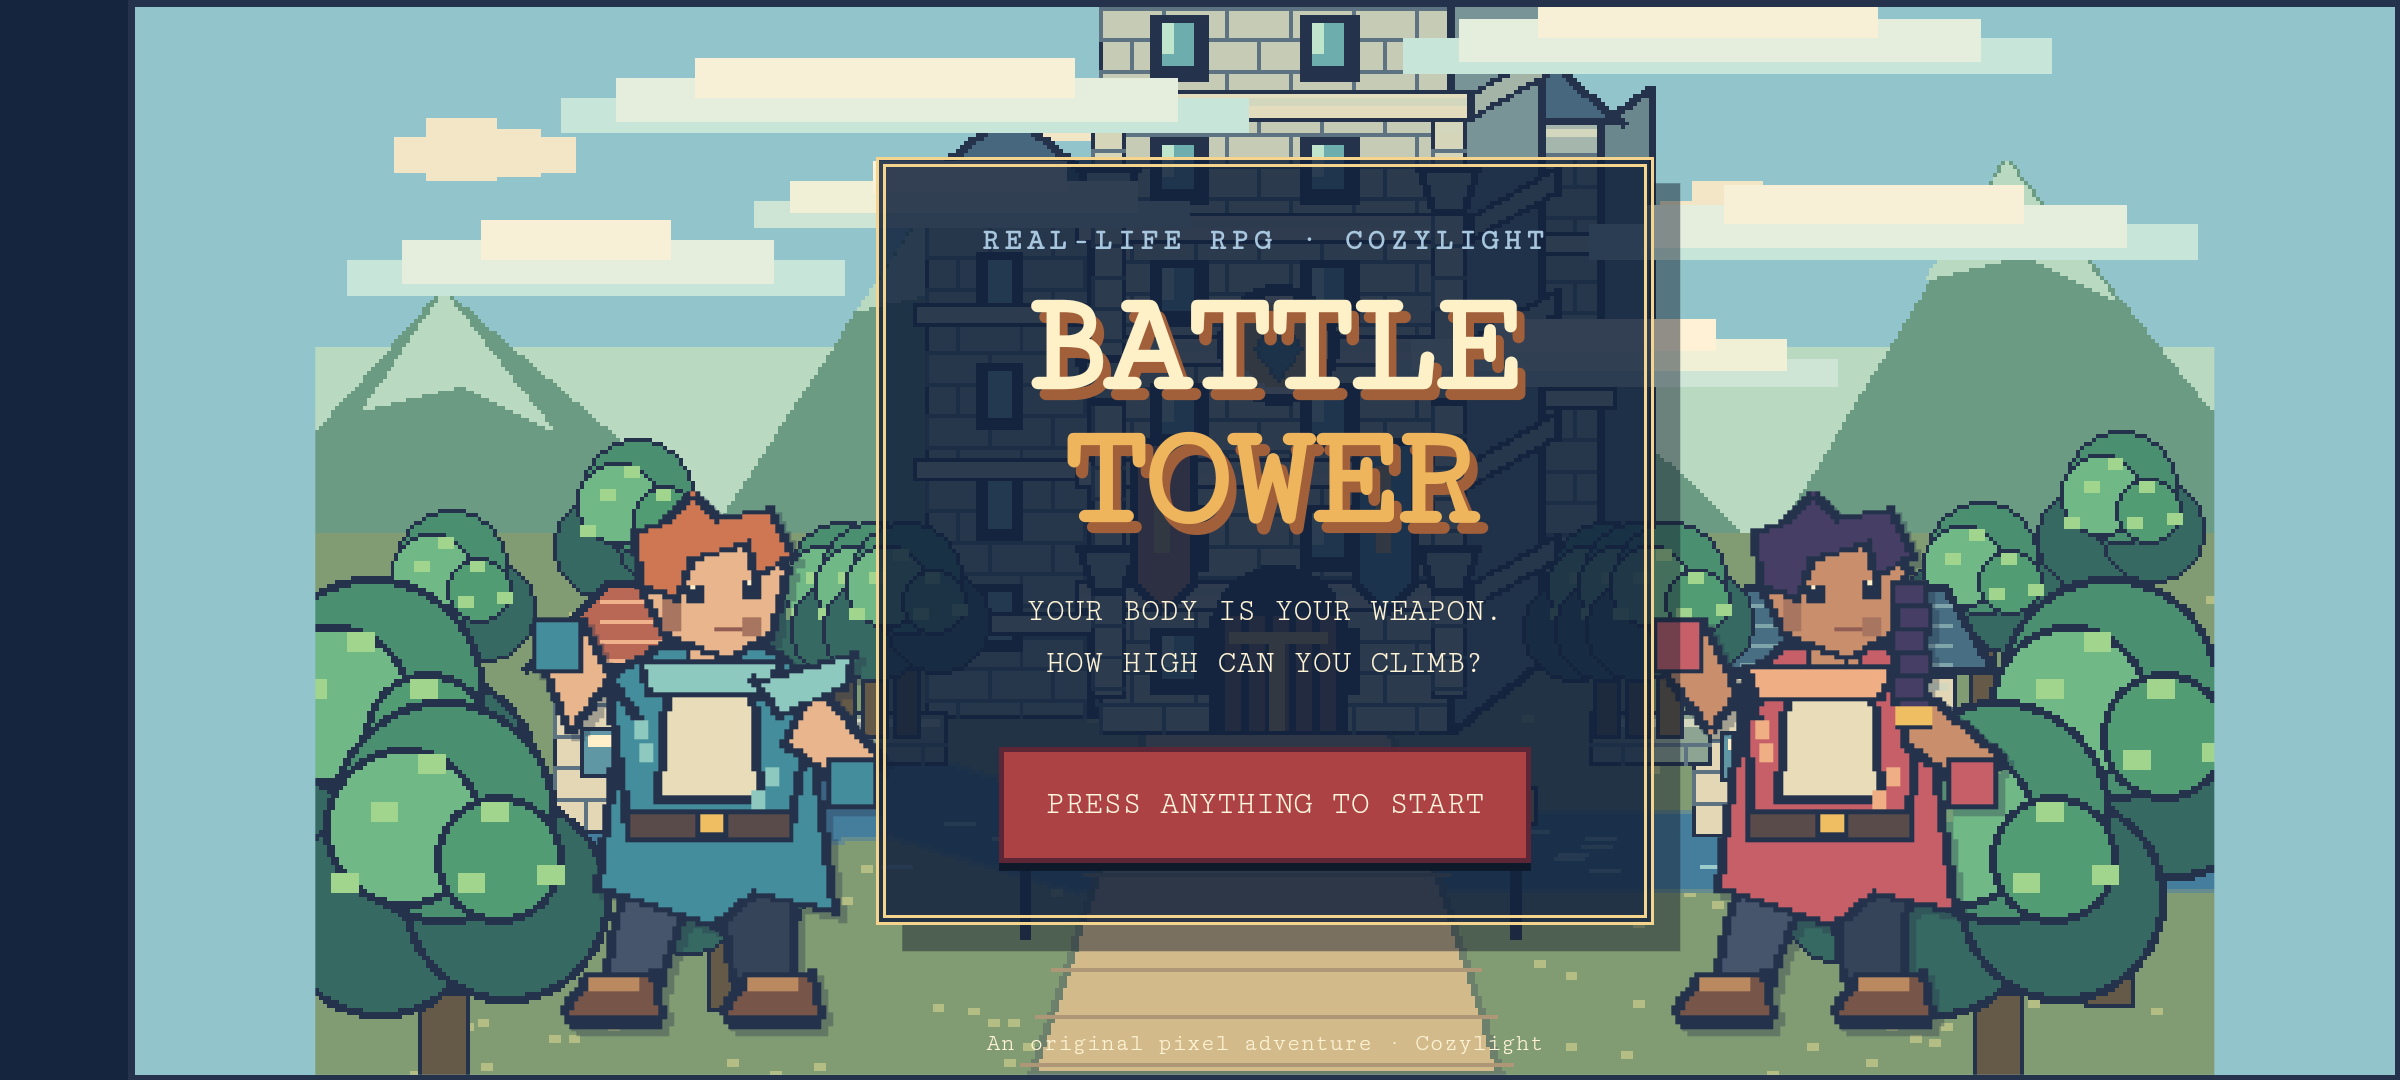 REAL-LIFE RPG · COZYLIGHT
BATTLE
TOWER
YOUR BODY IS YOUR WEAPON.
HOW HIGH CAN YOU CLIMB?
PRESS ANYTHING TO START
An original pixel adventure · Cozylight